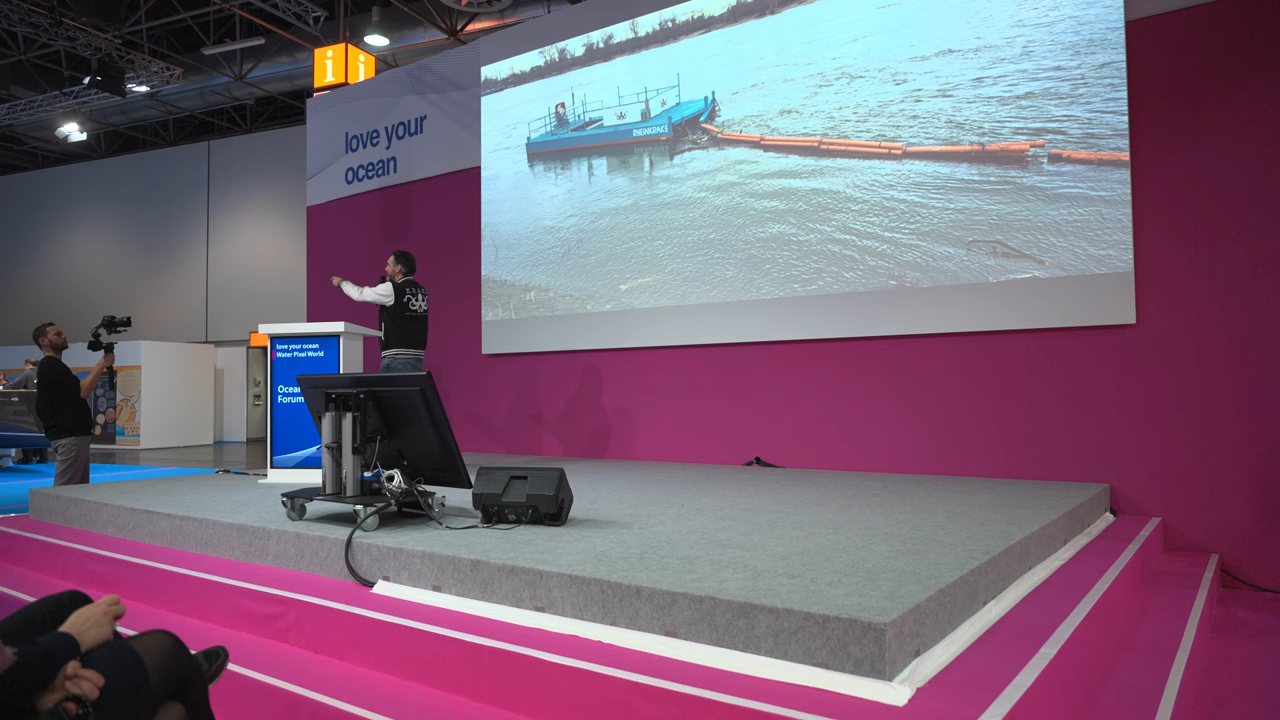 i i
love your
ocean
RHEINKRAKE
love your ocean
Water Pixel World
Ocean
Forum